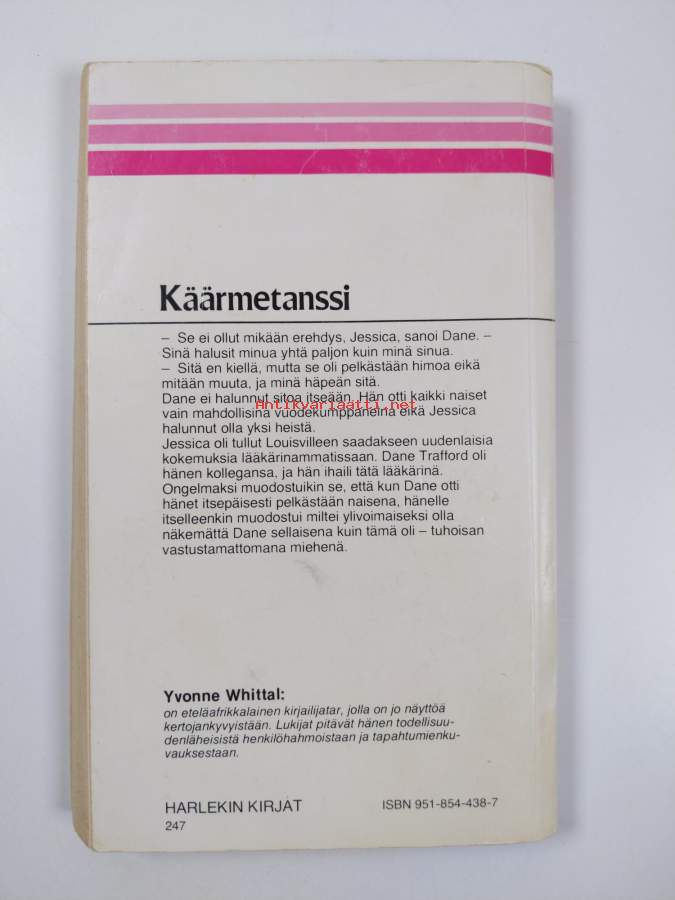 Käärmetanssi
– Se ei ollut mikään erehdys, Jessica, sanoi Dane. –
Sinä halusit minua yhtä paljon kuin minä sinua.
– Sitä en kiellä, mutta se oli pelkästään himoa eikä
mitään muuta, ja minä häpeän sitä.
Dane ei halunnut sitoa itseään. Hän otti kaikki naiset
vain mahdollisina vuodekumppaneina eikä Jessica
Antikvariaatti.net
halunnut olla yksi heistä.
Jessica oli tullut Louisvilleen saadakseen uudenlaisia
kokemuksia lääkärinammatissaan. Dane Trafford oli
hänen kollegansa, ja hän ihaili tätä lääkärinä.
Ongelmaksi muodostuikin se, että kun Dane otti
hänet itsepäisesti pelkästään naisena, hänelle
itselleenkin muodostui miltei ylivoimaiseksi olla
näkemättä Dane sellaisena kuin tämä oli – tuhoisan
vastustamattomana miehenä.
Yvonne Whittal:
on eteläafrikkalainen kirjailijatar, jolla on jo näyttöä
kertojankyvyistään. Lukijat pitävät hänen todellisuu-
denläheisistä henkilöhahmoistaan ja tapahtumienku-
vauksestaan.
HARLEKIN KIRJAT
ISBN 951-854-438-7
247